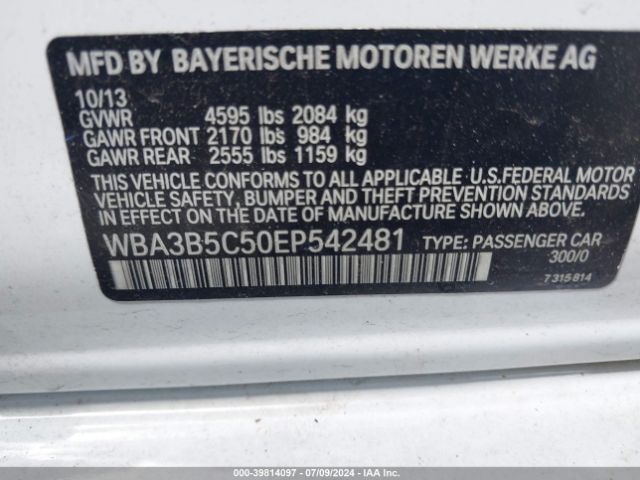 MFD BY BAYERISCHE MOTOREN WERKE AG
10/13
GVWR 4595 lbs 2084 kg
GAWR FRONT 2170 lbs 984 kg
GAWR REAR 2555 lbs 1159 kg
THIS VEHICLE CONFORMS TO ALL APPLICABLE U.S.FEDERAL MOTOR
VEHICLE SAFETY, BUMPER AND THEFT PREVENTION STANDARDS
IN EFFECT ON THE DATE OF MANUFACTURE SHOWN ABOVE.
WBA3B5C50EP542481 TYPE: PASSENGER CAR
300/0
7315814
000-39814097 - 07/09/2024 - IAA Inc.